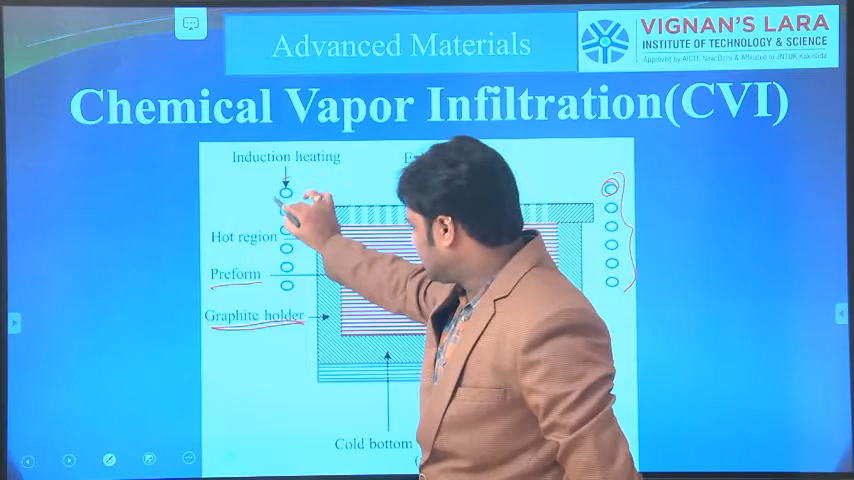 Advanced Materials
VIGNAN'S LARA
INSTITUTE OF TECHNOLOGY & SCIENCE
Approved by AICTE New Delhi & Affiliated to JNTUK Kakinada
Chemical Vapor Infiltration(CVI)
Induction heating
Hot region
Preform
Graphite holder
Cold bottom